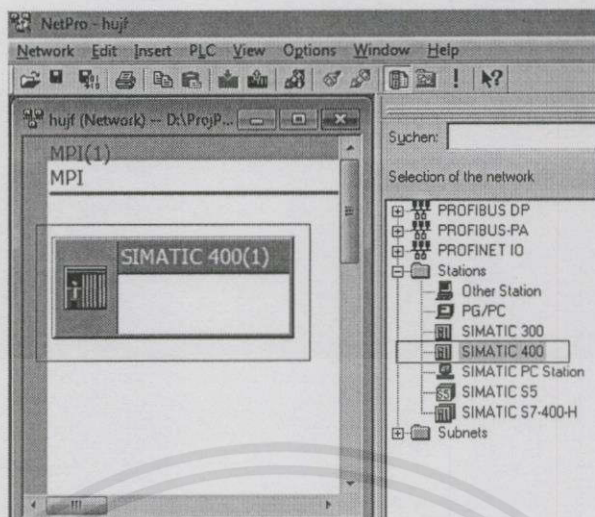 NetPro - hujf
Network Edit Insert PLC View Options Window Help
hujf (Network) -- D:\ProjP...
MPI(1)
MPI
SIMATIC 400(1)
Suchen:
Selection of the network
PROFIBUS DP
PROFIBUS-PA
PROFINET IO
Stations
Other Station
PG/PC
SIMATIC 300
SIMATIC 400
SIMATIC PC Station
SIMATIC S5
SIMATIC S7-400-H
Subnets